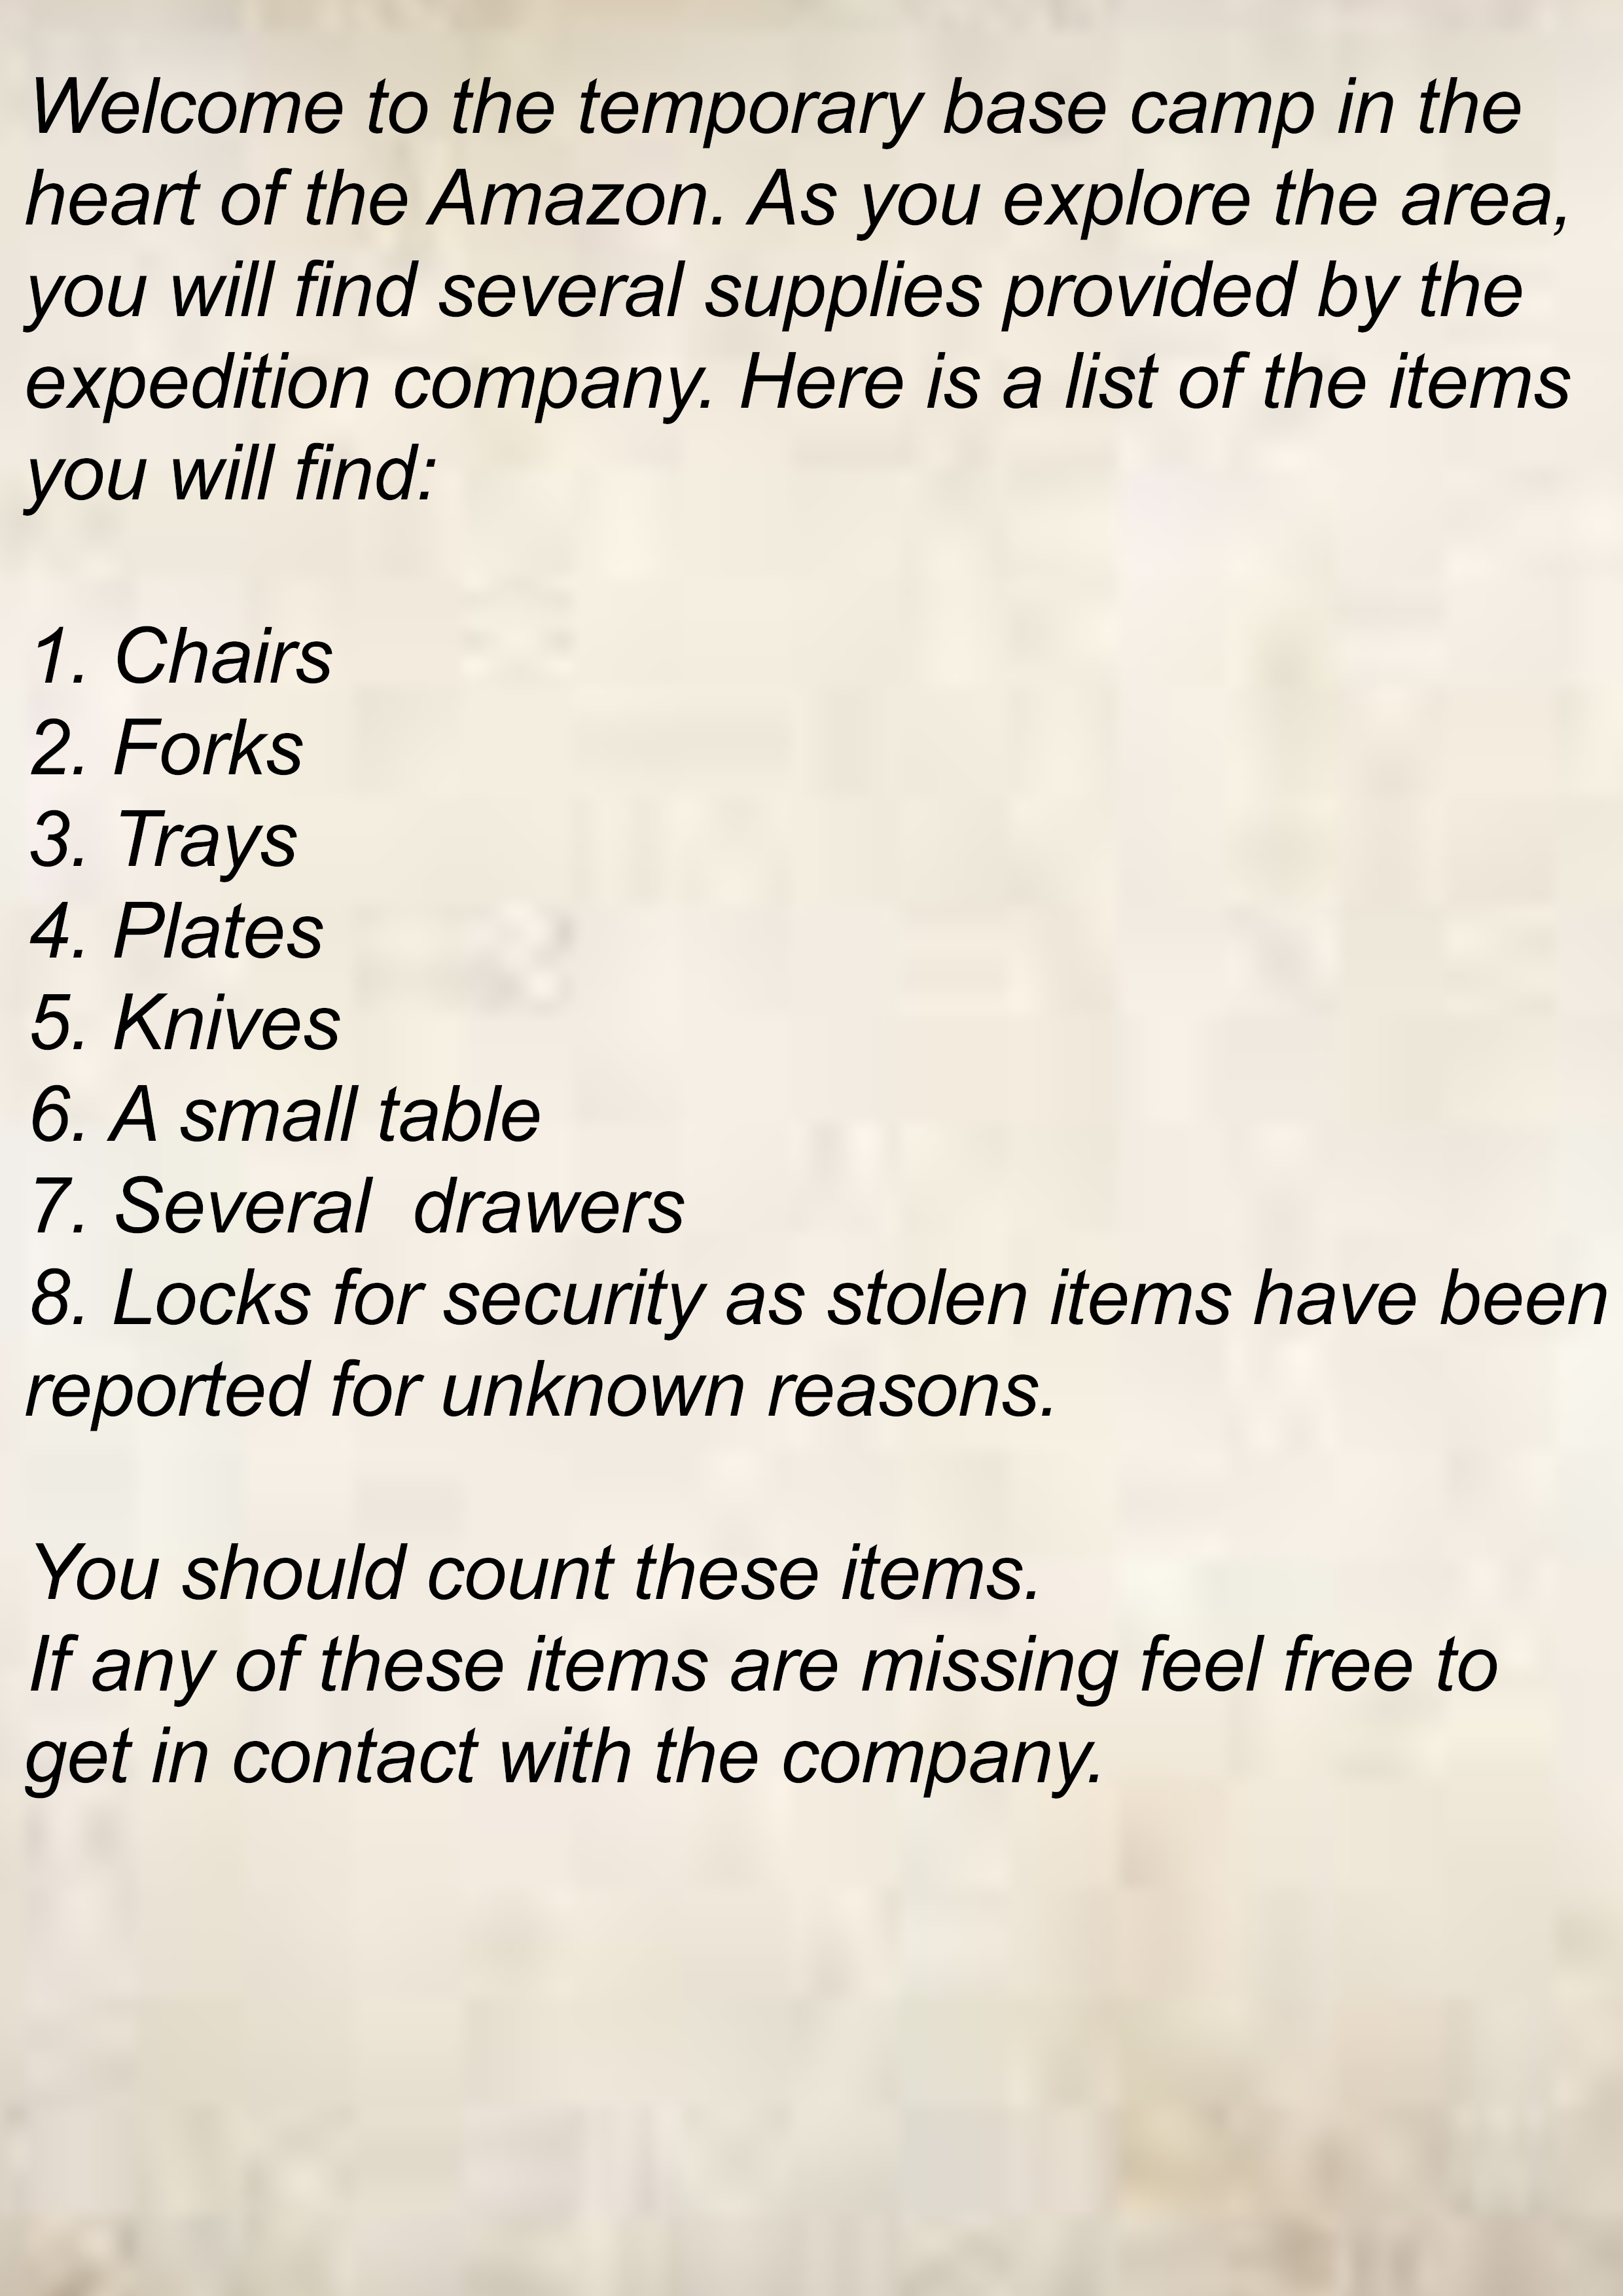 Welcome to the temporary base camp in the
heart of the Amazon. As you explore the area,
you will find several supplies provided by the
expedition company. Here is a list of the items
you will find:
1. Chairs
2. Forks
3. Trays
4. Plates
5. Knives
6. A small table
7. Several  drawers
8. Locks for security as stolen items have been
reported for unknown reasons.
You should count these items.
If any of these items are missing feel free to
get in contact with the company.